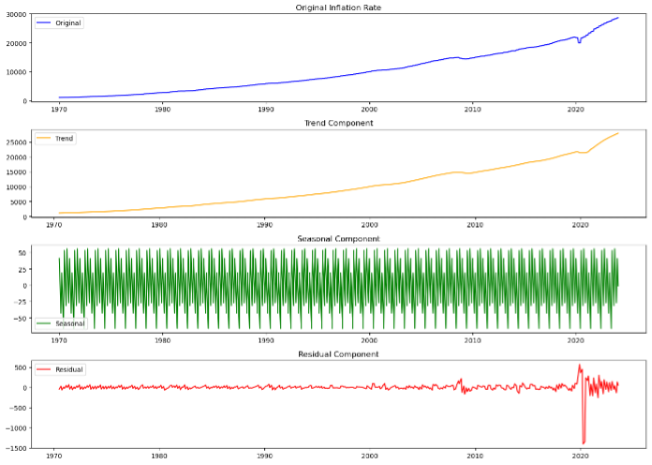 Original Inflation Rate
30000
20000
10000
0
Original
1970 1980 1990 2000 2010 2020
Trend Component
25000
20000
15000
10000
5000
0
Trend
1970 1980 1990 2000 2010 2020
Seasonal Component
50
25
0
−25
−50
Seasonal
1970 1980 1990 2000 2010 2020
Residual Component
500
0
−500
−1000
−1500
Residual
1970 1980 1990 2000 2010 2020